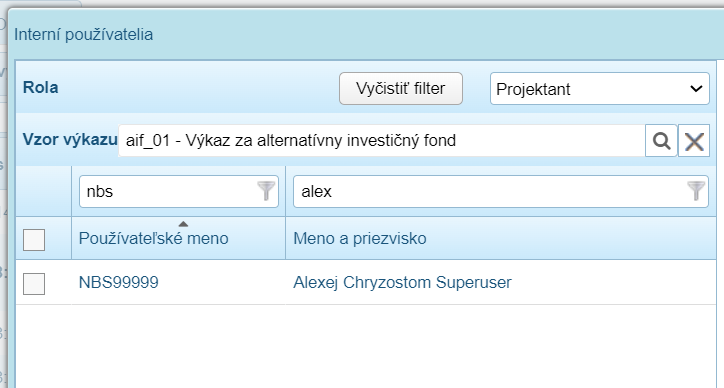 Interní používatelia
Rola Vyčistiť filter Projektant
Vzor výkazu aif_01 - Výkaz za alternatívny investičný fond
nbs alex
Používateľské meno Meno a priezvisko
NBS99999 Alexej Chryzostom Superuser